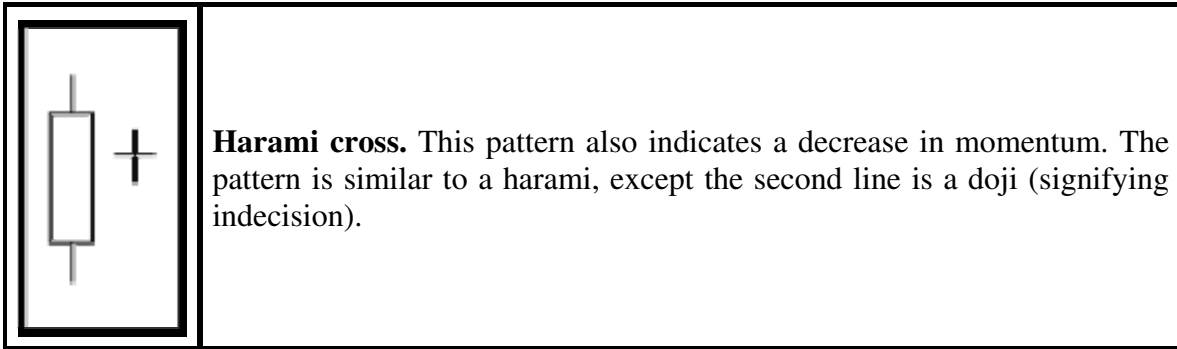 Harami cross. This pattern also indicates a decrease in momentum. The
pattern is similar to a harami, except the second line is a doji (signifying
indecision).